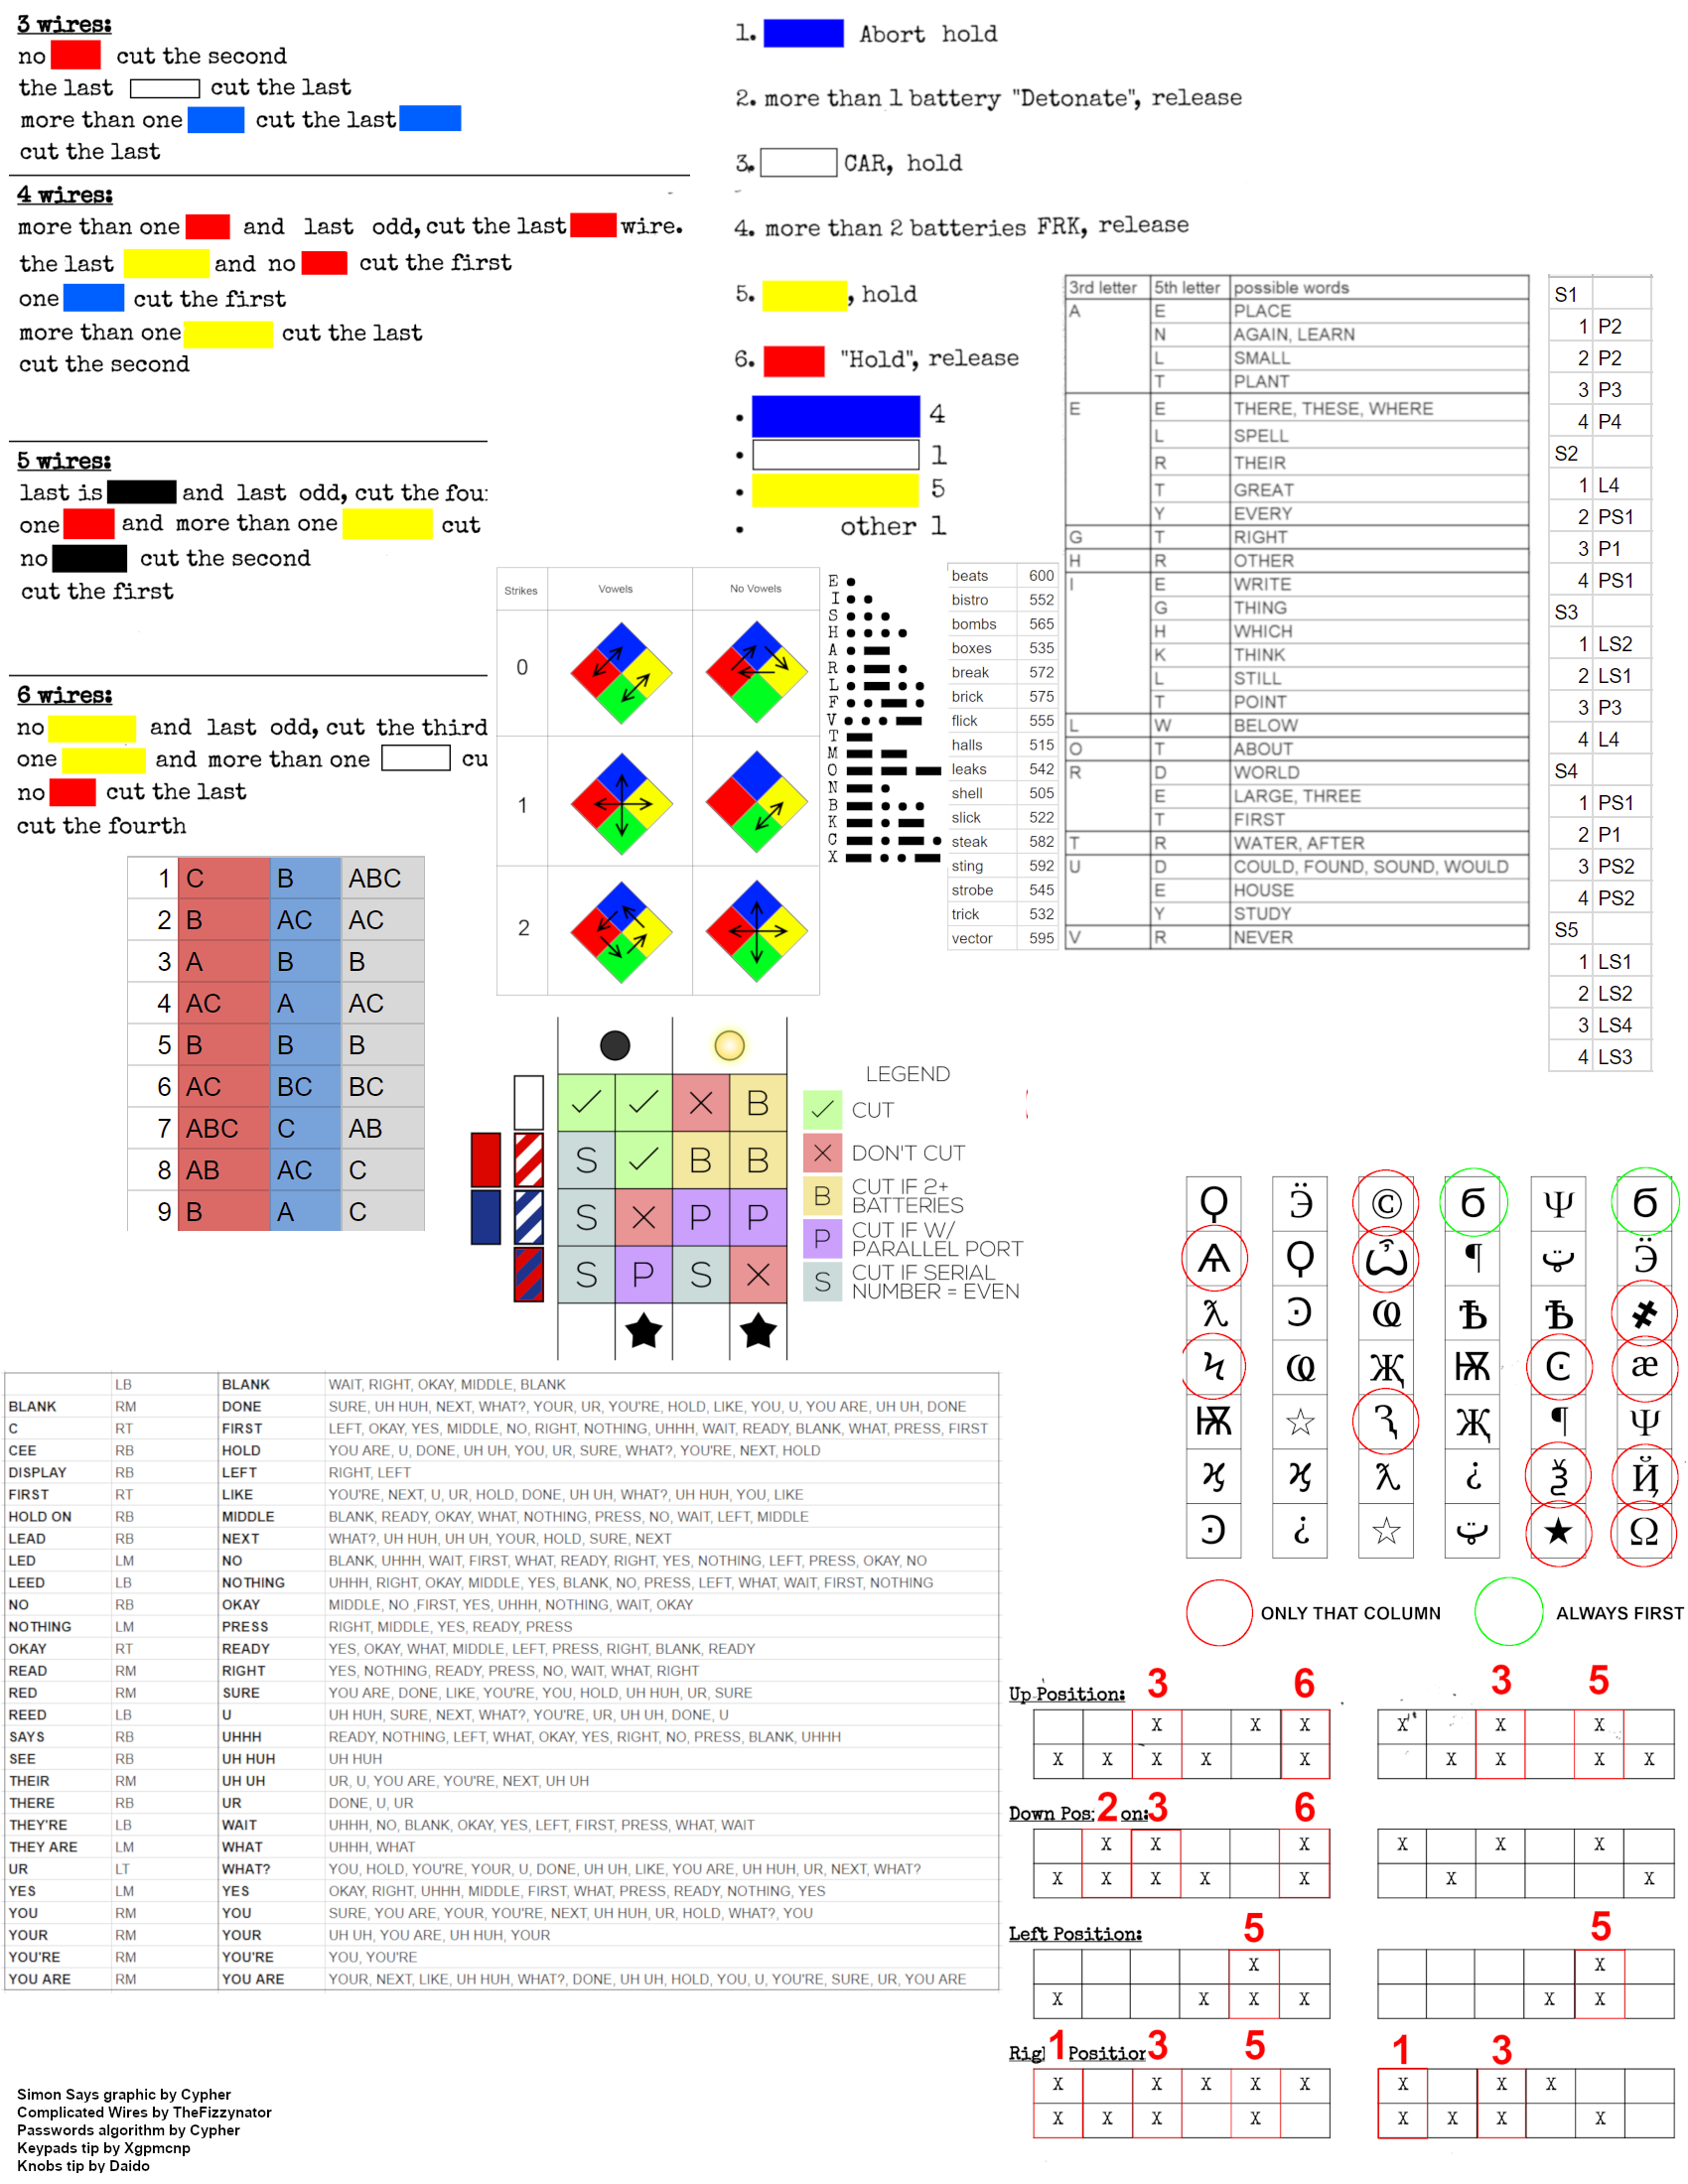 3 wires:
no cut the second
the last cut the last
more than one cut the last
cut the last
4 wires:
more than one and last odd, cut the last wire.
the last and no cut the first
one cut the first
more than one cut the last
cut the second
5 wires:
last is and last odd, cut the four
one and more than one cut
no cut the second
cut the first
6 wires:
no and last odd, cut the third
one and more than one cu
no cut the last
cut the fourth
1. Abort hold
2. more than 1 battery "Detonate", release
3. CAR, hold
4. more than 2 batteries FRK, release
5. , hold
6. "Hold", release
• 4
• 1
• 5
• other 1
3rd letter 5th letter possible words
A E PLACE
N AGAIN, LEARN
L SMALL
T PLANT
E E THERE, THESE, WHERE
L SPELL
R THEIR
T GREAT
Y EVERY
G T RIGHT
H R OTHER
I E WRITE
G THING
H WHICH
K THINK
L STILL
T POINT
L W BELOW
O T ABOUT
R D WORLD
E LARGE, THREE
T FIRST
T R WATER, AFTER
U D COULD, FOUND, SOUND, WOULD
E HOUSE
Y STUDY
V R NEVER
S1
1 P2
2 P2
3 P3
4 P4
S2
1 L4
2 PS1
3 P1
4 PS1
S3
1 LS2
2 LS1
3 P3
4 L4
S4
1 PS1
2 P1
3 PS2
4 PS2
S5
1 LS1
2 LS2
3 LS4
4 LS3
Strikes Vowels No Vowels
0
1
2
E
I
S
H
A
R
L
F
V
T
M
O
N
B
K
C
X
beats 600
bistro 552
bombs 565
boxes 535
break 572
brick 575
flick 555
halls 515
leaks 542
shell 505
slick 522
steak 582
sting 592
strobe 545
trick 532
vector 595
1 C B ABC
2 B AC AC
3 A B B
4 AC A AC
5 B B B
6 AC BC BC
7 ABC C AB
8 AB AC C
9 B A C
✓ ✓ X B
S ✓ B B
S X P P
S P S X
LEGEND
✓ CUT
X DON'T CUT
B CUT IF 2+
BATTERIES
P CUT IF W/
PARALLEL PORT
S CUT IF SERIAL
NUMBER = EVEN
Ϙ Ӭ © Ϭ Ψ Ϭ
Ѧ Ϙ Ѽ ¶ ټ Ӭ
ƛ Ͽ Ҩ Ѣ Ѣ ҂
Ϟ Ҩ Җ Ѭ Ͼ æ
Ѭ ☆ Ԇ Җ ¶ Ψ
ϗ ϗ ƛ ¿ Ѯ Ҋ
Ͽ ¿ ☆ ټ ★ Ω
ONLY THAT COLUMN ALWAYS FIRST
LB BLANK WAIT, RIGHT, OKAY, MIDDLE, BLANK
BLANK RM DONE SURE, UH HUH, NEXT, WHAT?, YOUR, UR, YOU'RE, HOLD, LIKE, YOU, U, YOU ARE, UH UH, DONE
C RT FIRST LEFT, OKAY, YES, MIDDLE, NO, RIGHT, NOTHING, UHHH, WAIT, READY, BLANK, WHAT, PRESS, FIRST
CEE RB HOLD YOU ARE, U, DONE, UH UH, YOU, UR, SURE, WHAT?, YOU'RE, NEXT, HOLD
DISPLAY RB LEFT RIGHT, LEFT
FIRST RT LIKE YOU'RE, NEXT, U, UR, HOLD, DONE, UH UH, WHAT?, UH HUH, YOU, LIKE
HOLD ON RB MIDDLE BLANK, READY, OKAY, WHAT, NOTHING, PRESS, NO, WAIT, LEFT, MIDDLE
LEAD RB NEXT WHAT?, UH HUH, UH UH, YOUR, HOLD, SURE, NEXT
LED LM NO BLANK, UHHH, WAIT, FIRST, WHAT, READY, RIGHT, YES, NOTHING, LEFT, PRESS, OKAY, NO
LEED LB NOTHING UHHH, RIGHT, OKAY, MIDDLE, YES, BLANK, NO, PRESS, LEFT, WHAT, WAIT, FIRST, NOTHING
NO RB OKAY MIDDLE, NO ,FIRST, YES, UHHH, NOTHING, WAIT, OKAY
NOTHING LM PRESS RIGHT, MIDDLE, YES, READY, PRESS
OKAY RT READY YES, OKAY, WHAT, MIDDLE, LEFT, PRESS, RIGHT, BLANK, READY
READ RM RIGHT YES, NOTHING, READY, PRESS, NO, WAIT, WHAT, RIGHT
RED RM SURE YOU ARE, DONE, LIKE, YOU'RE, YOU, HOLD, UH HUH, UR, SURE
REED LB U UH HUH, SURE, NEXT, WHAT?, YOU'RE, UR, UH UH, DONE, U
SAYS RB UHHH READY, NOTHING, LEFT, WHAT, OKAY, YES, RIGHT, NO, PRESS, BLANK, UHHH
SEE RB UH HUH UH HUH
THEIR RM UH UH UR, U, YOU ARE, YOU'RE, NEXT, UH UH
THERE RB UR DONE, U, UR
THEY'RE LB WAIT UHHH, NO, BLANK, OKAY, YES, LEFT, FIRST, PRESS, WHAT, WAIT
THEY ARE LM WHAT UHHH, WHAT
UR LT WHAT? YOU, HOLD, YOU'RE, YOUR, U, DONE, UH UH, LIKE, YOU ARE, UH HUH, UR, NEXT, WHAT?
YES LM YES OKAY, RIGHT, UHHH, MIDDLE, FIRST, WHAT, PRESS, READY, NOTHING, YES
YOU RM YOU SURE, YOU ARE, YOUR, YOU'RE, NEXT, UH HUH, UR, HOLD, WHAT?, YOU
YOUR RM YOUR UH UH, YOU ARE, UH HUH, YOUR
YOU'RE RM YOU'RE YOU, YOU'RE
YOU ARE RM YOU ARE YOUR, NEXT, LIKE, UH HUH, WHAT?, DONE, UH UH, HOLD, YOU, U, YOU'RE, SURE, UR, YOU ARE
Up Position: 3 6 3 5
X X X X X X
X X X X X X X X X
Down Pos on: 2 3 6
X X X X X X
X X X X X X X
Left Position: 5 5
X X
X X X X X X
Rig Position 1 3 5 1 3
X X X X X X X X
X X X X X X X X
Simon Says graphic by Cypher
Complicated Wires by TheFizzynator
Passwords algorithm by Cypher
Keypads tip by Xgpmcnp
Knobs tip by Daido